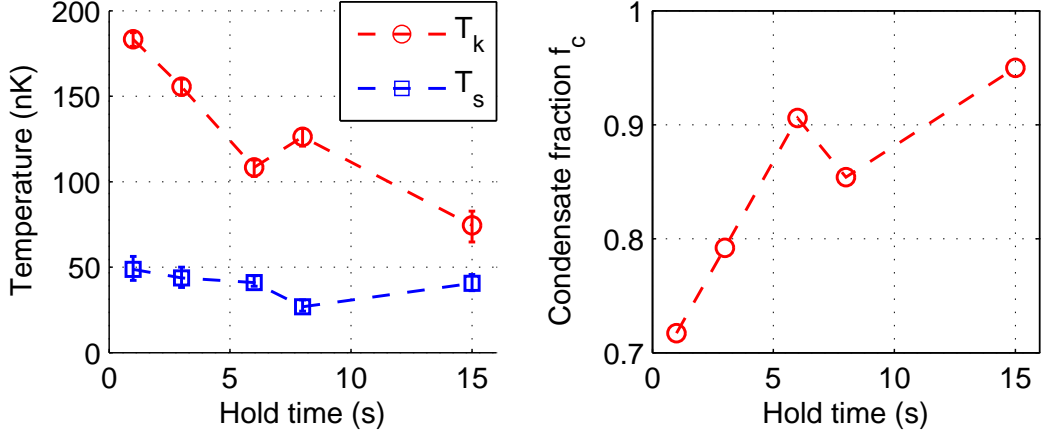 200
150
100
50
0
Temperature (nK)
T_k
T_s
0
5
10
15
Hold time (s)
1
0.9
0.8
0.7
Condensate fraction f_c
0
5
10
15
Hold time (s)